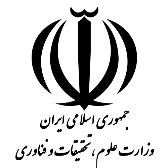 جمهوری اسلامی ایران
وزارت علوم، تحقیقات و فناوری